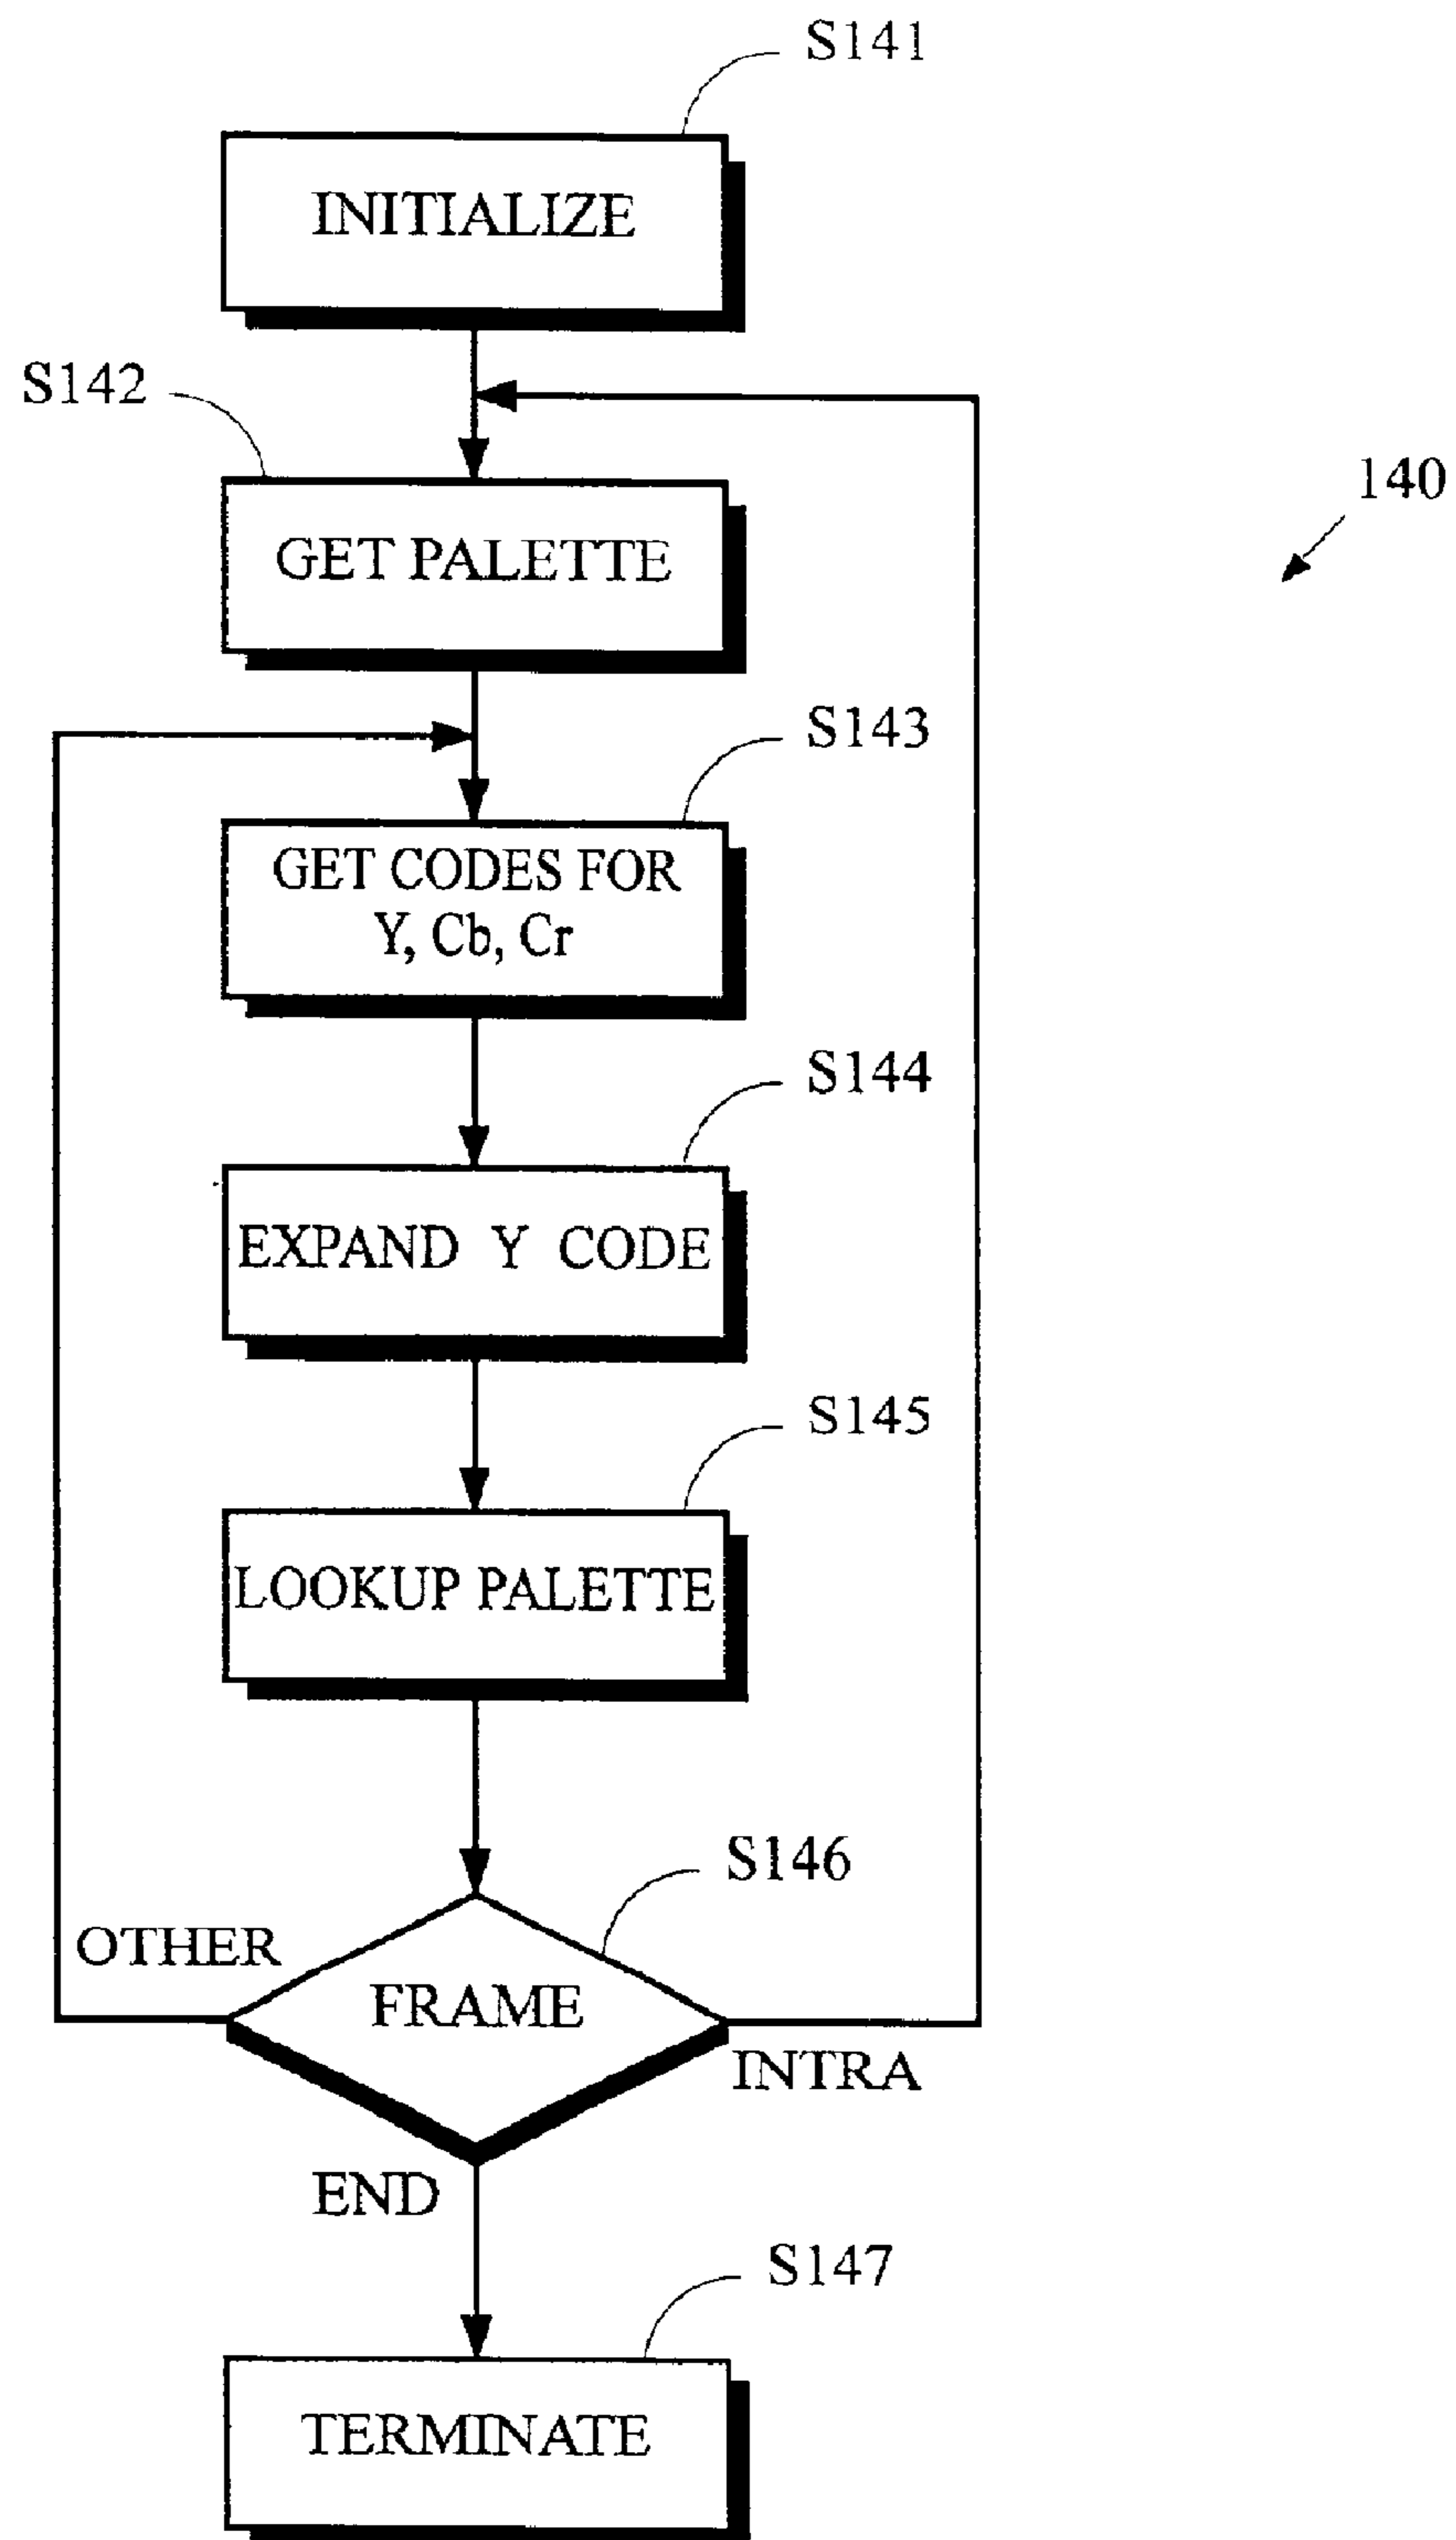 S141
INITIALIZE
S142
GET PALETTE
140
S143
GET CODES FOR
Y, Cb, Cr
S144
EXPAND Y CODE
S145
LOOKUP PALETTE
S146
OTHER
FRAME
INTRA
END
S147
TERMINATE